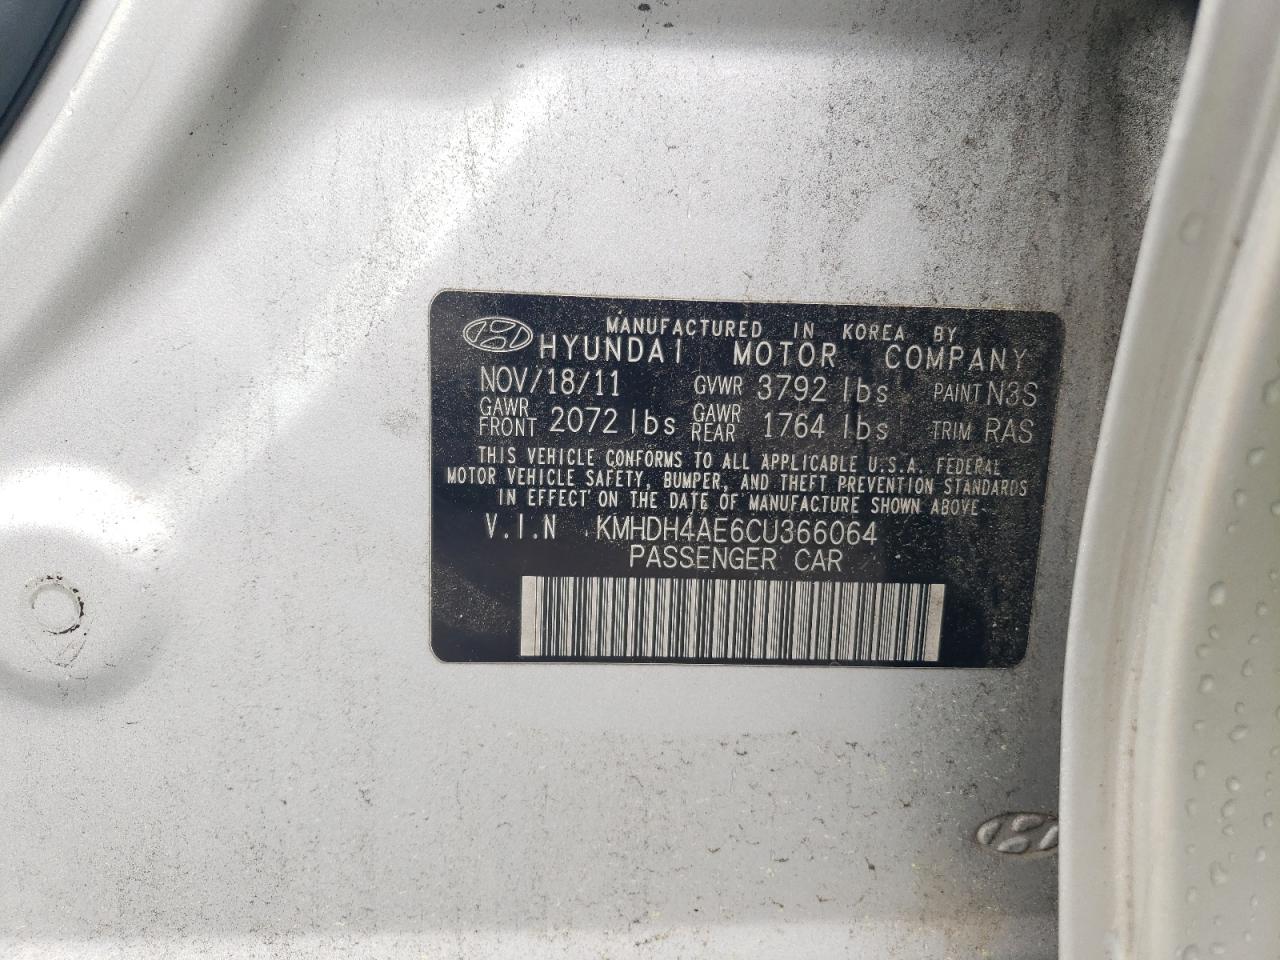 MANUFACTURED IN KOREA BY
HYUNDAI MOTOR COMPANY
NOV/18/11 GVWR 3792 lbs PAINT N3S
GAWR FRONT 2072 lbs GAWR REAR 1764 lbs TRIM RAS
THIS VEHICLE CONFORMS TO ALL APPLICABLE U.S.A. FEDERAL
MOTOR VEHICLE SAFETY, BUMPER, AND THEFT PREVENTION STANDARDS
IN EFFECT ON THE DATE OF MANUFACTURE SHOWN ABOVE
V.I.N KMHDH4AE6CU366064
PASSENGER CAR